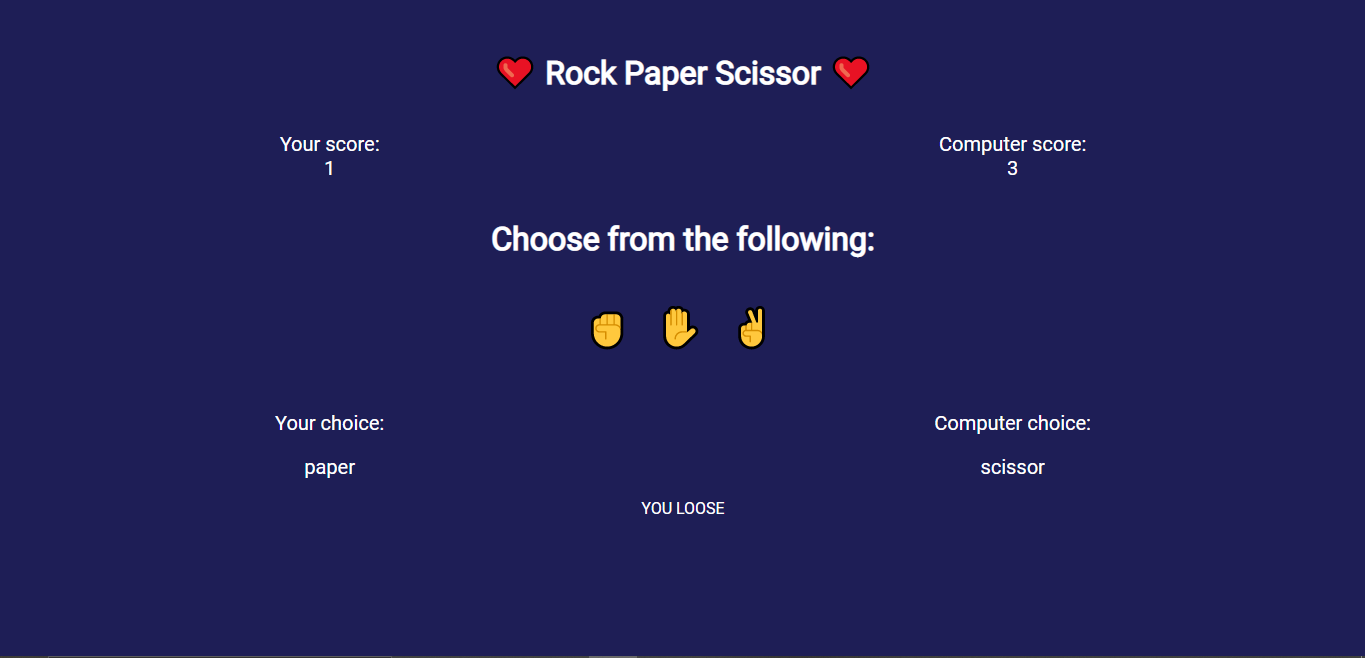 Rock Paper Scissor
Your score:
1
Computer score:
3
Choose from the following:
Your choice:
paper
Computer choice:
scissor
YOU LOOSE